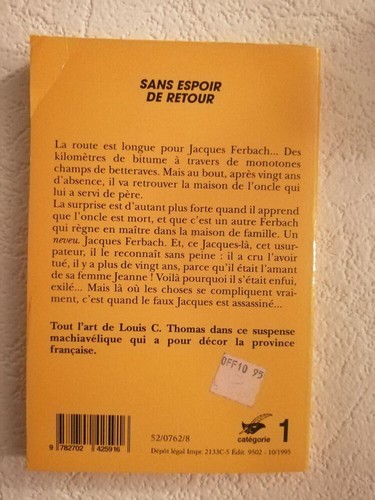 SANS ESPOIR
DE RETOUR
La route est longue pour Jacques Ferbach... Des
kilomètres de bitume à travers de monotones
champs de betteraves. Mais au bout, après vingt ans
d'absence, il va retrouver la maison de l'oncle qui
lui a servi de père.
La surprise est d'autant plus forte quand il apprend
que l'oncle est mort, et que c'est un autre Ferbach
qui règne en maître dans la maison de famille. Un
neveu. Jacques Ferbach. Et, ce Jacques-là, cet usur-
pateur, il le reconnaît sans peine : il a cru l'avoir
tué, il y a plus de vingt ans, parce qu'il était l'amant
de sa femme Jeanne ! Voilà pourquoi il s'était enfui,
exilé... Mais là où les choses se compliquent vrai-
ment, c'est quand le faux Jacques est assassiné...
Tout l'art de Louis C. Thomas dans ce suspense
machiavélique qui a pour décor la province
française.
OFF10 95
9 782702 425916
52/0762/8
Dépôt légal Impr. 2133C-5 Édit. 9502 - 10/1995
catégorie 1